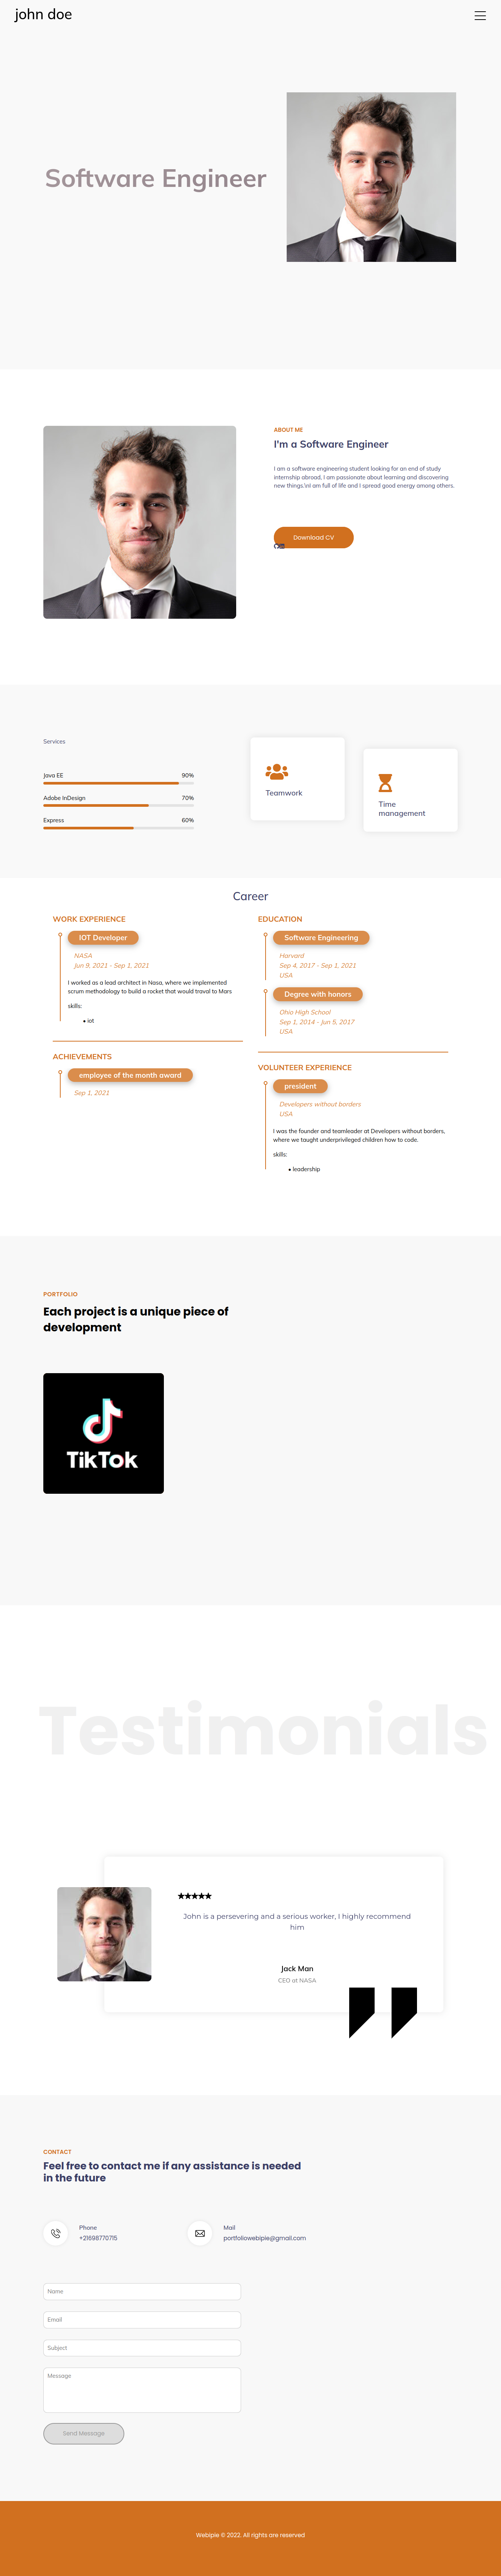 john doe
Software Engineer
ABOUT ME
I'm a Software Engineer
I am a software engineering student looking for an end of study
internship abroad, I am passionate about learning and discovering
new things.\nI am full of life and I spread good energy among others.
Download CV
Services
Java EE 90%
Adobe InDesign 70%
Express 60%
Teamwork
Time
management
Career
WORK EXPERIENCE
IOT Developer
NASA
Jun 9, 2021 - Sep 1, 2021
I worked as a lead architect in Nasa, where we implemented
scrum methodology to build a rocket that would traval to Mars
skills:
• iot
ACHIEVEMENTS
employee of the month award
Sep 1, 2021
EDUCATION
Software Engineering
Harvard
Sep 4, 2017 - Sep 1, 2021
USA
Degree with honors
Ohio High School
Sep 1, 2014 - Jun 5, 2017
USA
VOLUNTEER EXPERIENCE
president
Developers without borders
USA
I was the founder and teamleader at Developers without borders,
where we taught underprivileged children how to code.
skills:
• leadership
PORTFOLIO
Each project is a unique piece of
development
TikTok
Testimonials
John is a persevering and a serious worker, I highly recommend
him
Jack Man
CEO at NASA
CONTACT
Feel free to contact me if any assistance is needed
in the future
Phone
+21698770715
Mail
portfoliowebipie@gmail.com
Name
Email
Subject
Message
Send Message
Webipie © 2022. All rights are reserved